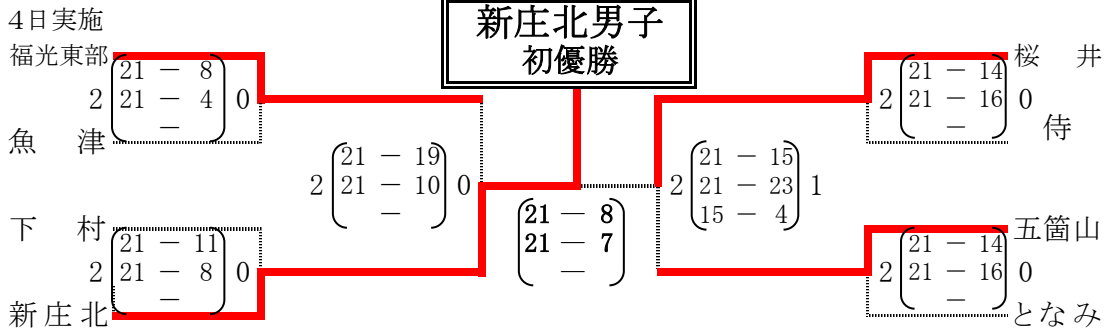 4日実施
新庄北男子
初優勝
福光東部
21 － 8
2 21 － 4 0
－
魚　津
桜　井
21 － 14
2 21 － 16 0
－
侍
21 － 19
2 21 － 10 0
－
21 － 15
2 21 － 23 1
15 － 4
21 － 8
21 － 7
－
下　村
21 － 11
2 21 － 8 0
－
新庄北
五箇山
21 － 14
2 21 － 16 0
－
となみ